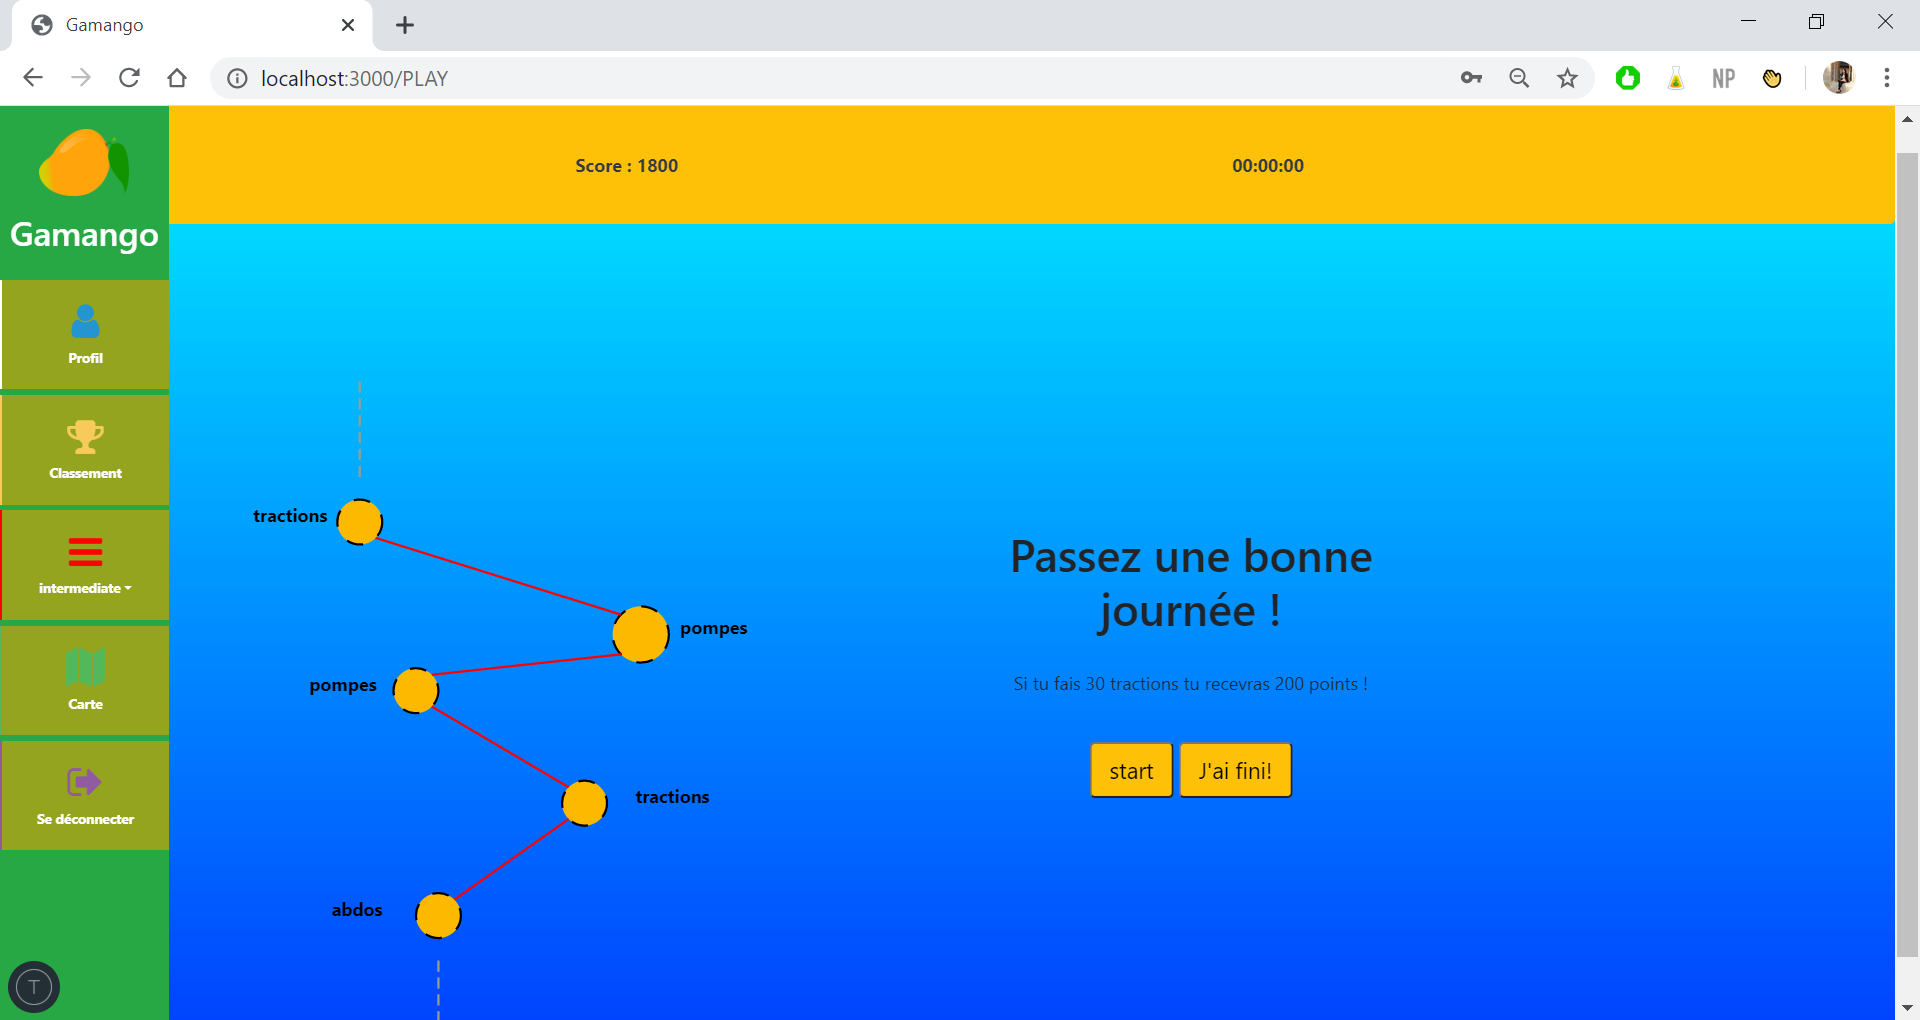 Gamango
localhost:3000/PLAY
NP
Gamango
Profil
Classement
intermediate
Carte
Se déconnecter
T
Score : 1800
00:00:00
tractions
pompes
pompes
tractions
abdos
Passez une bonne
journée !
Si tu fais 30 tractions tu recevras 200 points !
start
J'ai fini!